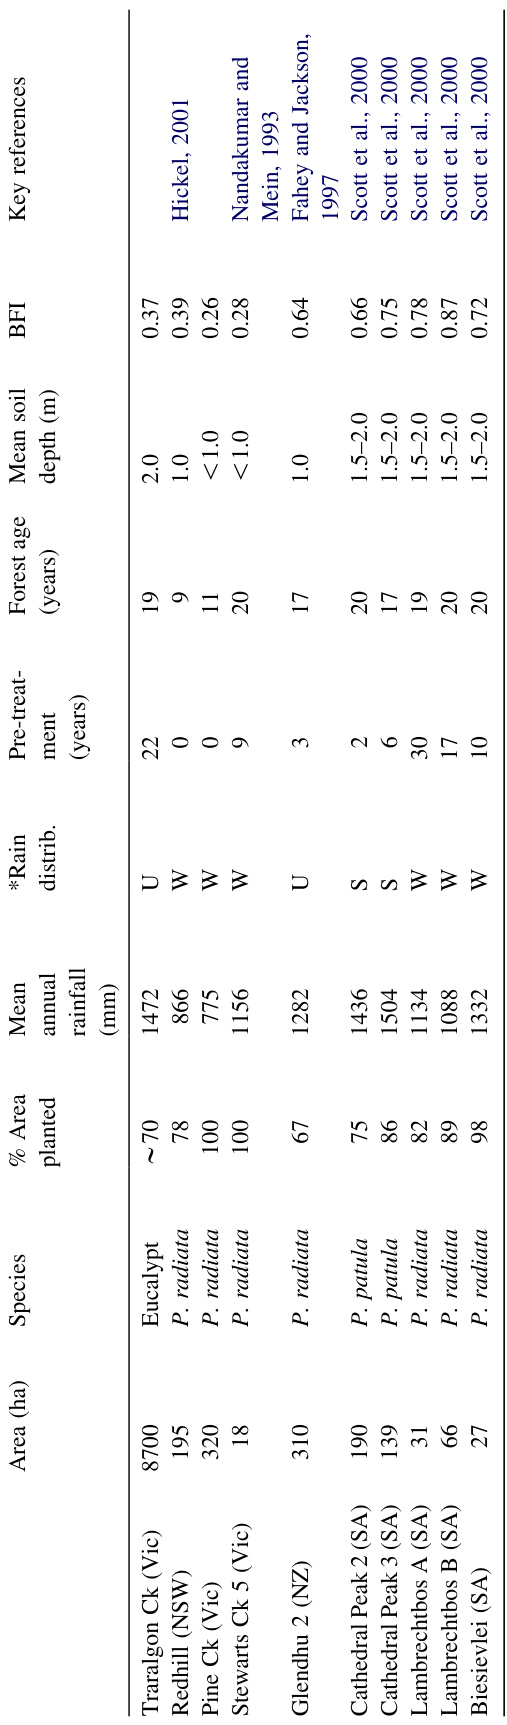 Area (ha) Species % Area planted Mean annual rainfall (mm) *Rain distrib. Pre-treat-ment (years) Forest age (years) Mean soil depth (m) BFI Key references
Traralgon Ck (Vic) 8700 Eucalypt ∼70 1472 U 22 19 2.0 0.37
Redhill (NSW) 195 P. radiata 78 866 W 0 9 1.0 0.39 Hickel, 2001
Pine Ck (Vic) 320 P. radiata 100 775 W 0 11 <1.0 0.26
Stewarts Ck 5 (Vic) 18 P. radiata 100 1156 W 9 20 <1.0 0.28 Nandakumar and
Mein, 1993
Glendhu 2 (NZ) 310 P. radiata 67 1282 U 3 17 1.0 0.64 Fahey and Jackson,
1997
Cathedral Peak 2 (SA) 190 P. patula 75 1436 S 2 20 1.5–2.0 0.66 Scott et al., 2000
Cathedral Peak 3 (SA) 139 P. patula 86 1504 S 6 17 1.5–2.0 0.75 Scott et al., 2000
Lambrechtbos A (SA) 31 P. radiata 82 1134 W 30 19 1.5–2.0 0.78 Scott et al., 2000
Lambrechtbos B (SA) 66 P. radiata 89 1088 W 17 20 1.5–2.0 0.87 Scott et al., 2000
Biesievlei (SA) 27 P. radiata 98 1332 W 10 20 1.5–2.0 0.72 Scott et al., 2000